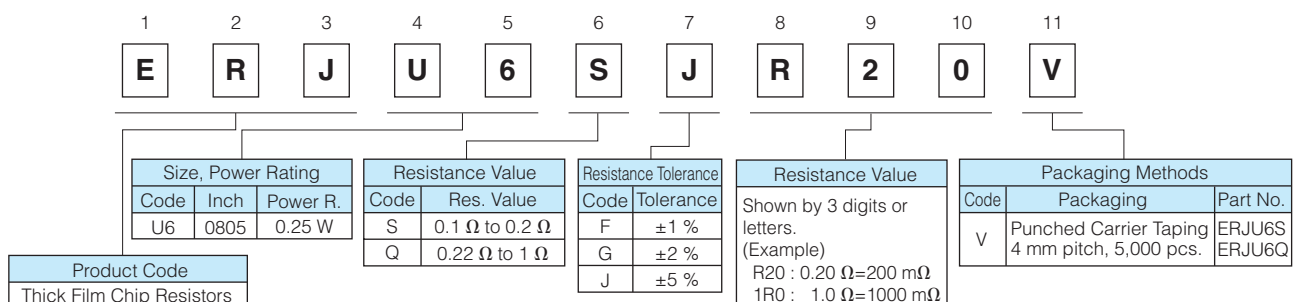 1 2 3 4 5 6 7 8 9 10 11
E R J U 6 S J R 2 0 V
Size, Power Rating
Code Inch Power R.
U6 0805 0.25 W
Resistance Value
Code Res. Value
S 0.1 Ω to 0.2 Ω
Q 0.22 Ω to 1 Ω
Resistance Tolerance
Code Tolerance
F ±1 %
G ±2 %
J ±5 %
Resistance Value
Shown by 3 digits or
letters.
(Example)
R20 : 0.20 Ω=200 mΩ
1R0 : 1.0 Ω=1000 mΩ
Packaging Methods
Code Packaging Part No.
V Punched Carrier Taping ERJU6S
4 mm pitch, 5,000 pcs. ERJU6Q
Product Code
Thick Film Chip Resistors